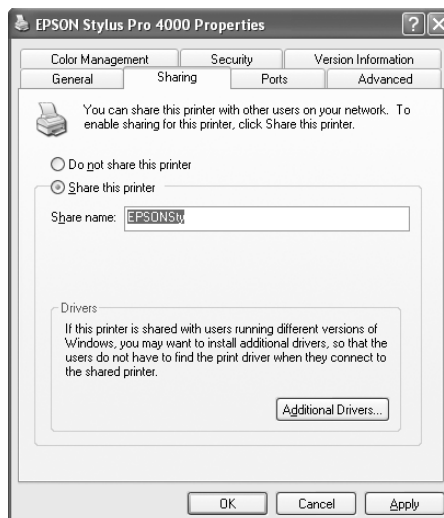 EPSON Stylus Pro 4000 Properties
Color Management Security Version Information
General Sharing Ports Advanced
You can share this printer with other users on your network. To
enable sharing for this printer, click Share this printer.
Do not share this printer
Share this printer
Share name: EPSONSty
Drivers
If this printer is shared with users running different versions of
Windows, you may want to install additional drivers, so that the
users do not have to find the print driver when they connect to
the shared printer.
Additional Drivers...
OK Cancel Apply